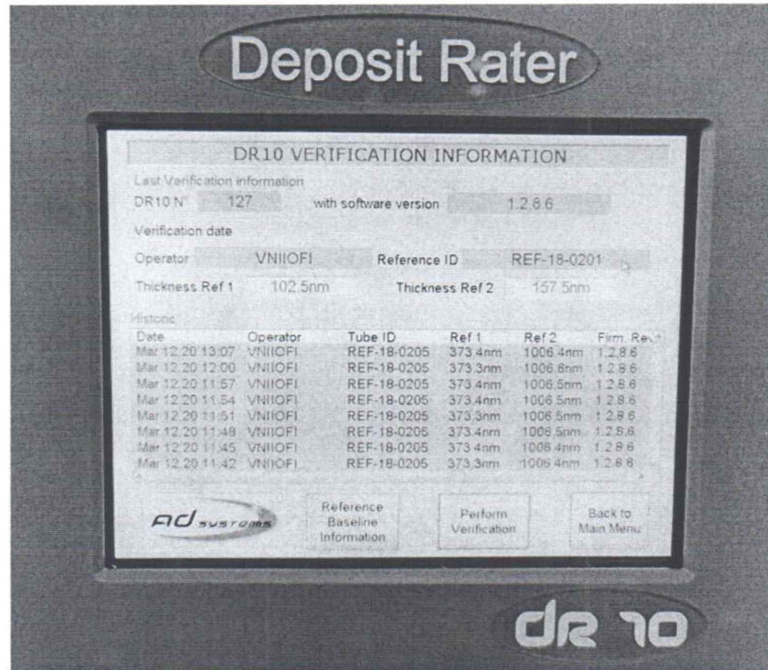 Deposit Rater
DR10 VERIFICATION INFORMATION
Last Verification information
DR10 N° 127 with software version 1.2.8.6
Verification date
Operator VNIIOFI Reference ID REF-18-0201
Thickness Ref 1 102.5nm Thickness Ref 2 157.5nm
Historic
Date Operator Tube ID Ref 1 Ref 2 Firm. Rev
Mar 12.20 13:07 VNIIOFI REF-18-0205 373.4nm 1006.4nm 1.2.8.6
Mar 12.20 12:00 VNIIOFI REF-18-0205 373.3nm 1006.6nm 1.2.8.6
Mar 12.20 11:57 VNIIOFI REF-18-0205 373.4nm 1006.5nm 1.2.8.6
Mar 12.20 11:54 VNIIOFI REF-18-0205 373.4nm 1006.5nm 1.2.8.6
Mar 12.20 11:51 VNIIOFI REF-18-0205 373.3nm 1006.5nm 1.2.8.6
Mar 12.20 11:48 VNIIOFI REF-18-0205 373.4nm 1006.5nm 1.2.8.6
Mar 12.20 11:45 VNIIOFI REF-18-0205 373.4nm 1006.4nm 1.2.8.6
Mar 12.20 11:42 VNIIOFI REF-18-0205 373.3nm 1006.4nm 1.2.8.6
ad systems
Reference
Baseline
Information
Perform
Verification
Back to
Main Menu
dr 10